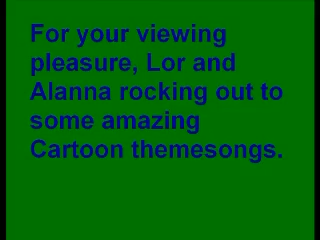 For your viewing
pleasure, Lor and
Alanna rocking out to
some amazing
Cartoon themesongs.